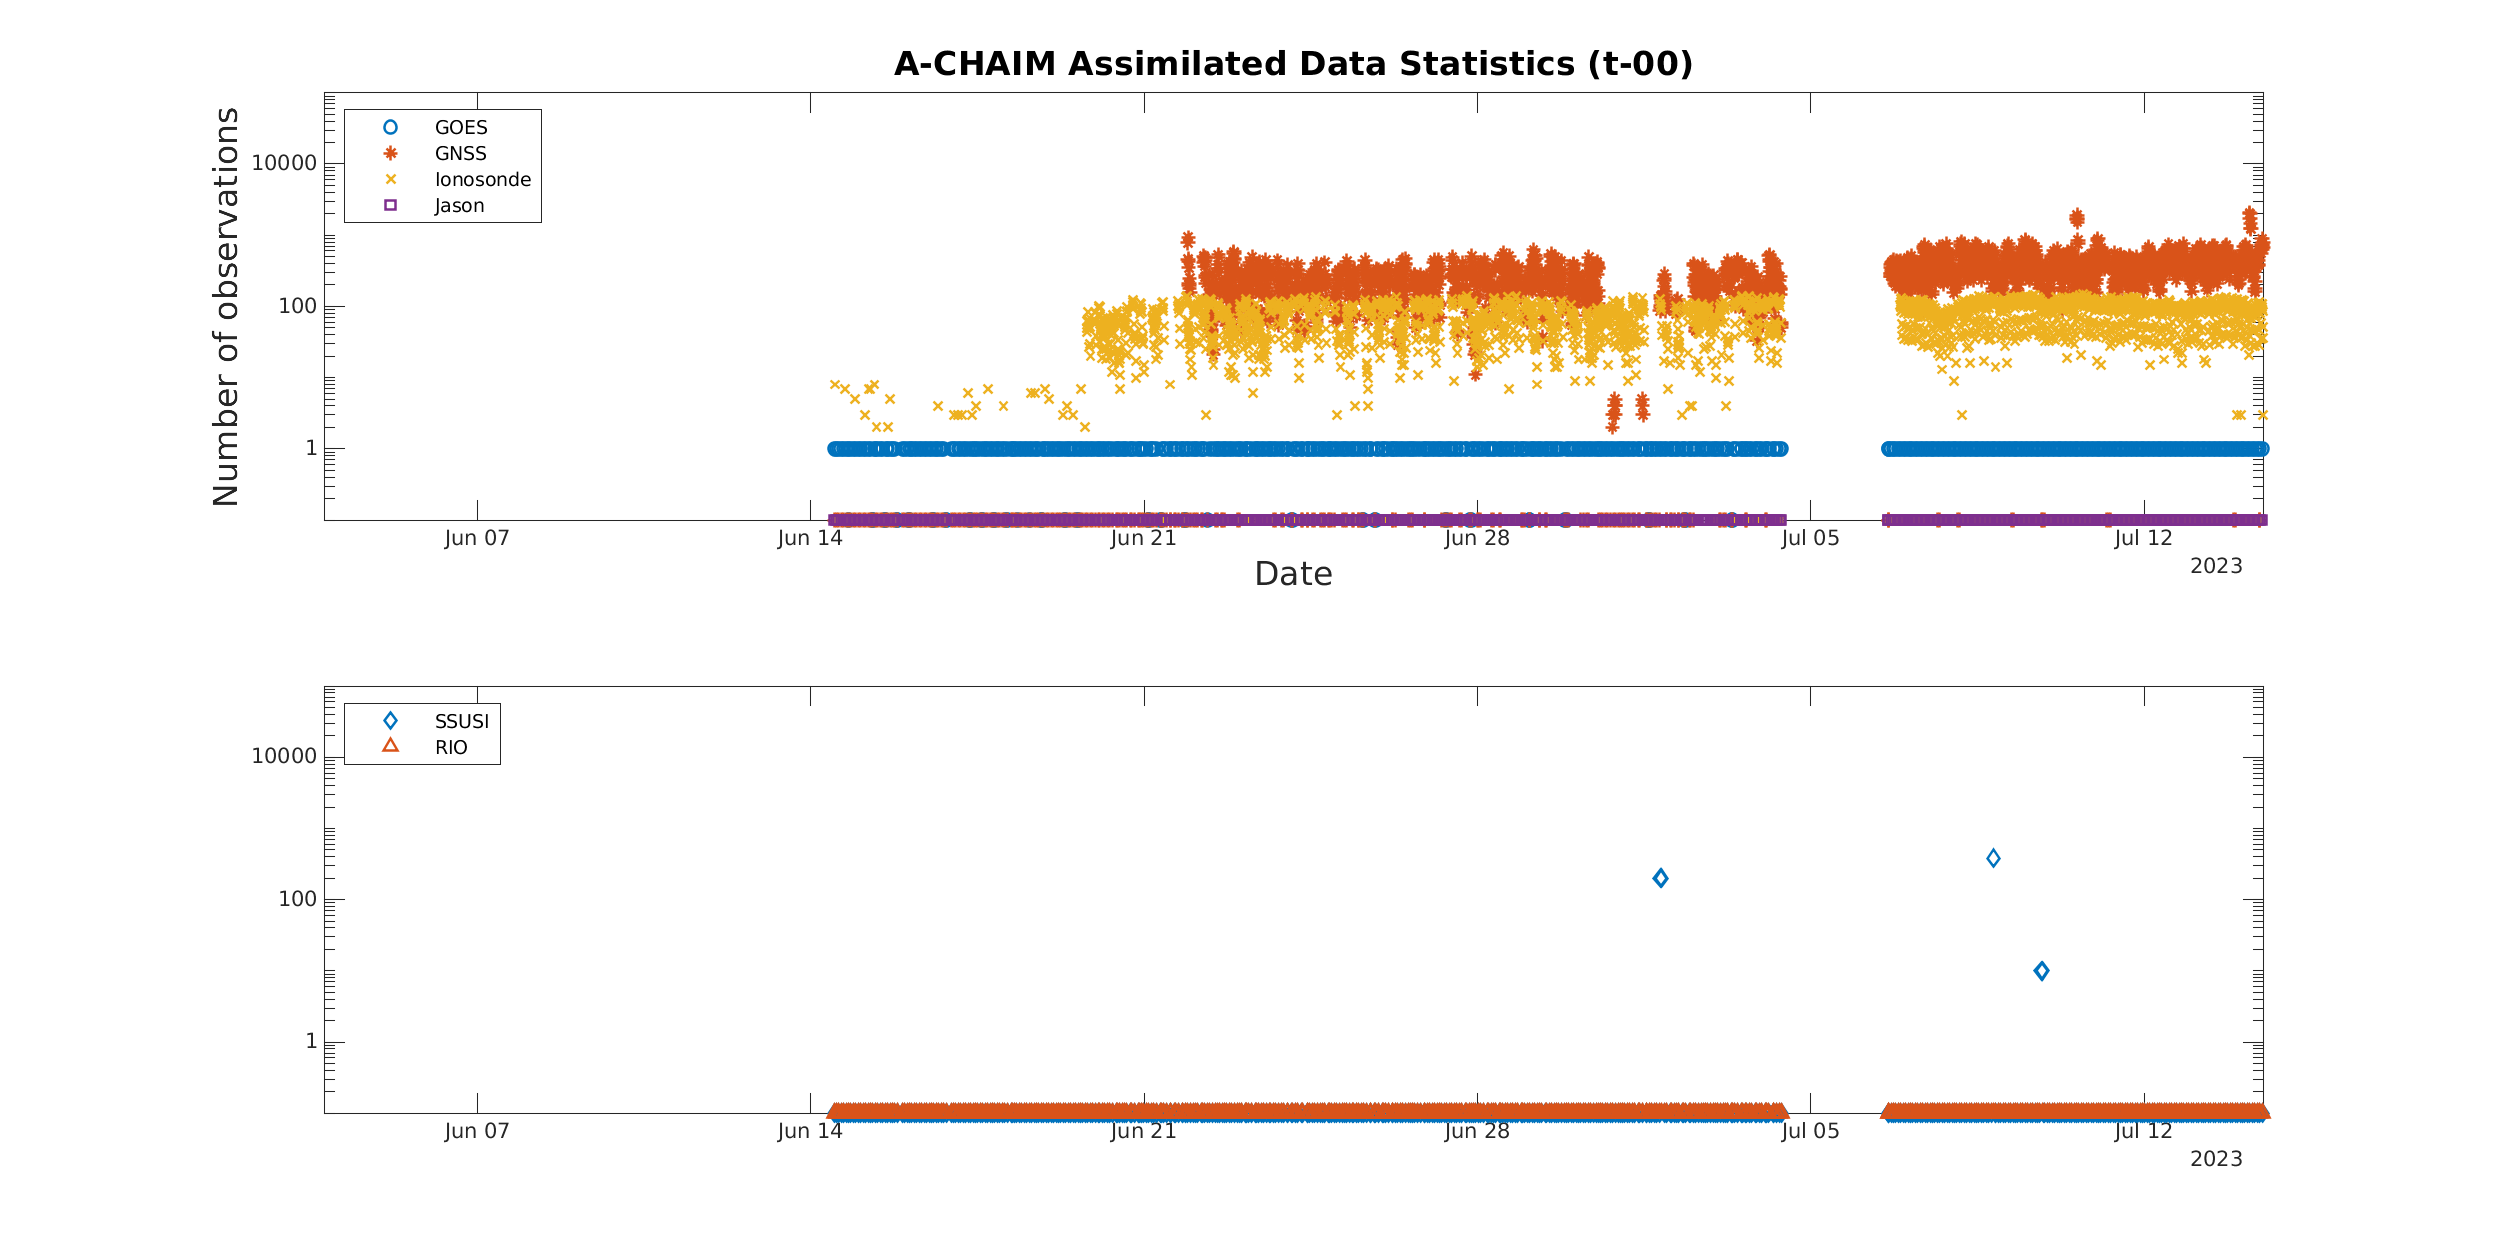 A-CHAIM Assimilated Data Statistics (t-00)
Number of observations
10000
100
1
GOES
GNSS
Ionosonde
Jason
Jun 07 Jun 14 Jun 21 Jun 28 Jul 05 Jul 12
2023
Date
10000
100
1
SSUSI
RIO
Jun 07 Jun 14 Jun 21 Jun 28 Jul 05 Jul 12
2023